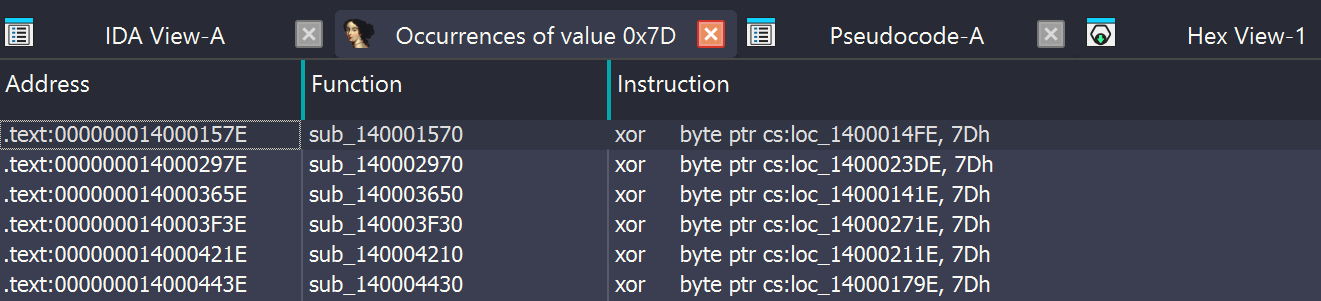 IDA View-A Occurrences of value 0x7D Pseudocode-A Hex View-1
Address Function Instruction
.text:000000014000157E sub_140001570 xor byte ptr cs:loc_1400014FE, 7Dh
.text:000000014000297E sub_140002970 xor byte ptr cs:loc_1400023DE, 7Dh
.text:000000014000365E sub_140003650 xor byte ptr cs:loc_14000141E, 7Dh
.text:0000000140003F3E sub_140003F30 xor byte ptr cs:loc_14000271E, 7Dh
.text:000000014000421E sub_140004210 xor byte ptr cs:loc_14000211E, 7Dh
.text:000000014000443E sub_140004430 xor byte ptr cs:loc_14000179E, 7Dh